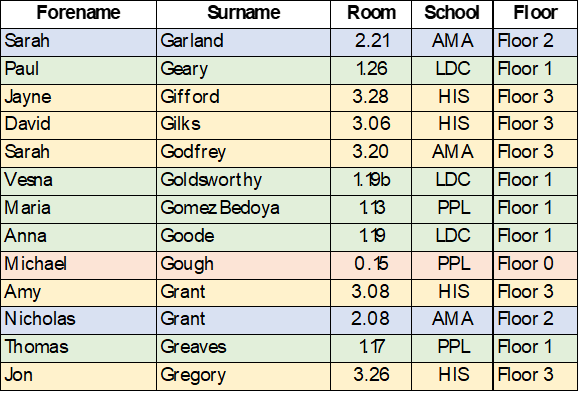 Forename Surname Room School Floor
Sarah Garland 2.21 AMA Floor 2
Paul Geary 1.26 LDC Floor 1
Jayne Gifford 3.28 HIS Floor 3
David Gilks 3.06 HIS Floor 3
Sarah Godfrey 3.20 AMA Floor 3
Vesna Goldsworthy 1.19b LDC Floor 1
Maria Gomez Bedoya 1.13 PPL Floor 1
Anna Goode 1.19 LDC Floor 1
Michael Gough 0.15 PPL Floor 0
Amy Grant 3.08 HIS Floor 3
Nicholas Grant 2.08 AMA Floor 2
Thomas Greaves 1.17 PPL Floor 1
Jon Gregory 3.26 HIS Floor 3